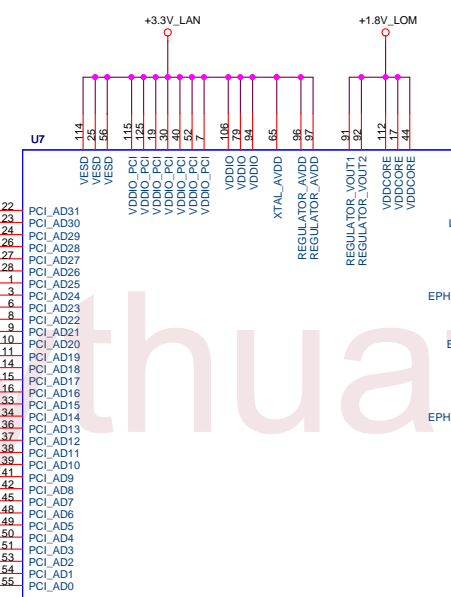 +3.3V_LAN
+1.8V_LOM
U7
114 VESD
25 VESD
56 VESD
115 VDDIO_PCI
125 VDDIO_PCI
19 VDDIO_PCI
30 VDDIO_PCI
40 VDDIO_PCI
52 VDDIO_PCI
7 VDDIO_PCI
106 VDDIO
79 VDDIO
94 VDDIO
65 XTAL_AVDD
96 REGULATOR_AVDD
97 REGULATOR_AVDD
91 REGULATOR_VOUT1
92 REGULATOR_VOUT2
112 VDDCORE
17 VDDCORE
44 VDDCORE
22 PCI_AD31
23 PCI_AD30
24 PCI_AD29
26 PCI_AD28
27 PCI_AD27
28 PCI_AD26
1 PCI_AD25
3 PCI_AD24
6 PCI_AD23
8 PCI_AD22
9 PCI_AD21
10 PCI_AD20
11 PCI_AD19
14 PCI_AD18
15 PCI_AD17
16 PCI_AD16
33 PCI_AD15
34 PCI_AD14
36 PCI_AD13
37 PCI_AD12
38 PCI_AD11
39 PCI_AD10
41 PCI_AD9
42 PCI_AD8
45 PCI_AD7
48 PCI_AD6
49 PCI_AD5
50 PCI_AD4
51 PCI_AD3
53 PCI_AD2
54 PCI_AD1
55 PCI_AD0
EPH
EPH
thua